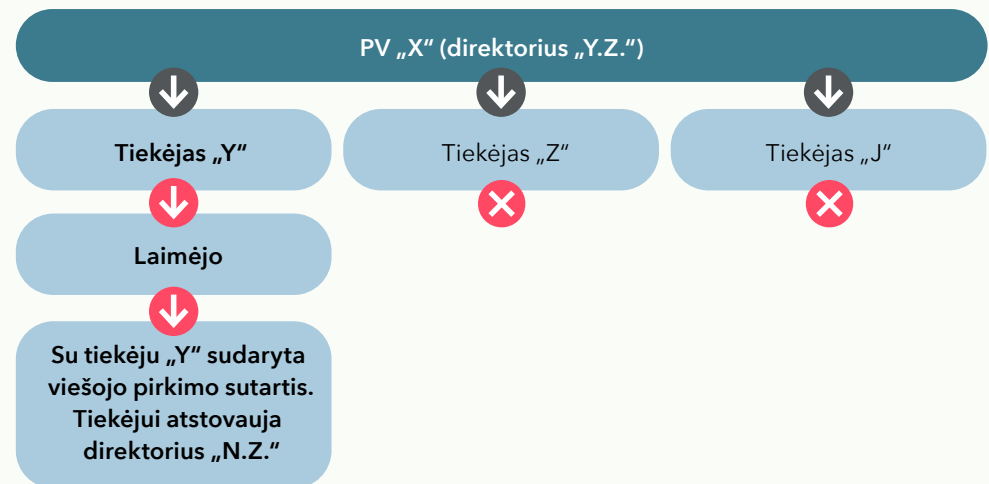 PV „X“ (direktorius „Y.Z.“)
Tiekėjas „Y“
Tiekėjas „Z“
Tiekėjas „J“
Laimėjo
Su tiekėju „Y“ sudaryta
viešojo pirkimo sutartis.
Tiekėjui atstovauja
direktorius „N.Z.“